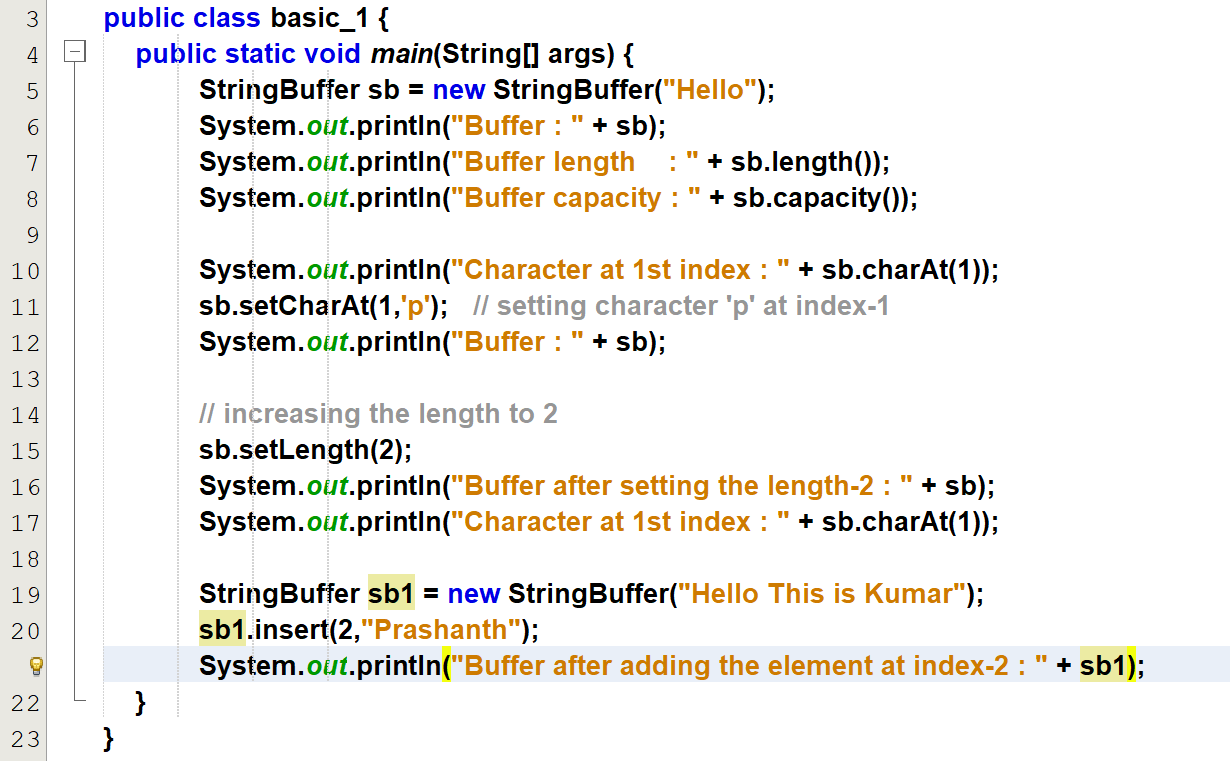 3 public class basic_1 {
4 public static void main(String[] args) {
5 StringBuffer sb = new StringBuffer("Hello");
6 System.out.println("Buffer : " + sb);
7 System.out.println("Buffer length    : " + sb.length());
8 System.out.println("Buffer capacity : " + sb.capacity());
9
10 System.out.println("Character at 1st index : " + sb.charAt(1));
11 sb.setCharAt(1,'p');   // setting character 'p' at index-1
12 System.out.println("Buffer : " + sb);
13
14 // increasing the length to 2
15 sb.setLength(2);
16 System.out.println("Buffer after setting the length-2 : " + sb);
17 System.out.println("Character at 1st index : " + sb.charAt(1));
18
19 StringBuffer sb1 = new StringBuffer("Hello This is Kumar");
20 sb1.insert(2,"Prashanth");
System.out.println("Buffer after adding the element at index-2 : " + sb1);
22 }
23 }